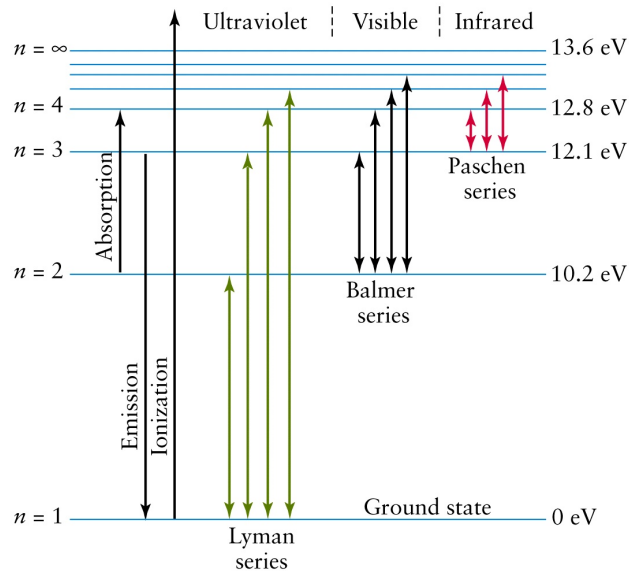 Ultraviolet | Visible | Infrared
n = ∞ 13.6 eV
n = 4 12.8 eV
n = 3 12.1 eV
Paschen
series
Absorption
n = 2 10.2 eV
Balmer
series
Emission
Ionization
n = 1 Ground state 0 eV
Lyman
series